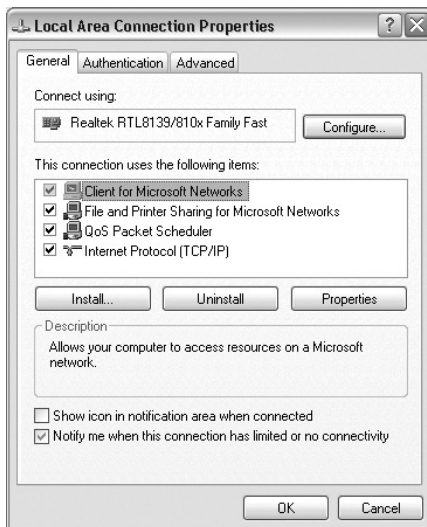 Local Area Connection Properties
General Authentication Advanced
Connect using:
Realtek RTL8139/810x Family Fast Configure...
This connection uses the following items:
Client for Microsoft Networks
File and Printer Sharing for Microsoft Networks
QoS Packet Scheduler
Internet Protocol (TCP/IP)
Install... Uninstall Properties
Description
Allows your computer to access resources on a Microsoft
network.
Show icon in notification area when connected
Notify me when this connection has limited or no connectivity
OK Cancel